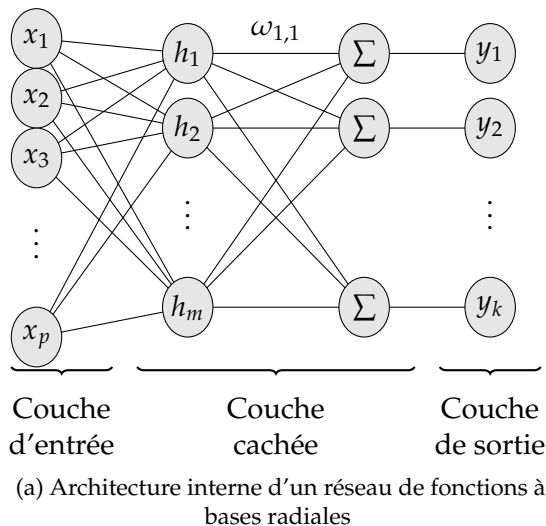 x₁ h₁ ω₁,₁ ∑ y₁
x₂ h₂ ∑ y₂
x₃
⋮ ⋮ ⋮
xₚ hₘ ∑ yₖ
Couche Couche Couche
d'entrée cachée de sortie
(a) Architecture interne d'un réseau de fonctions à
bases radiales